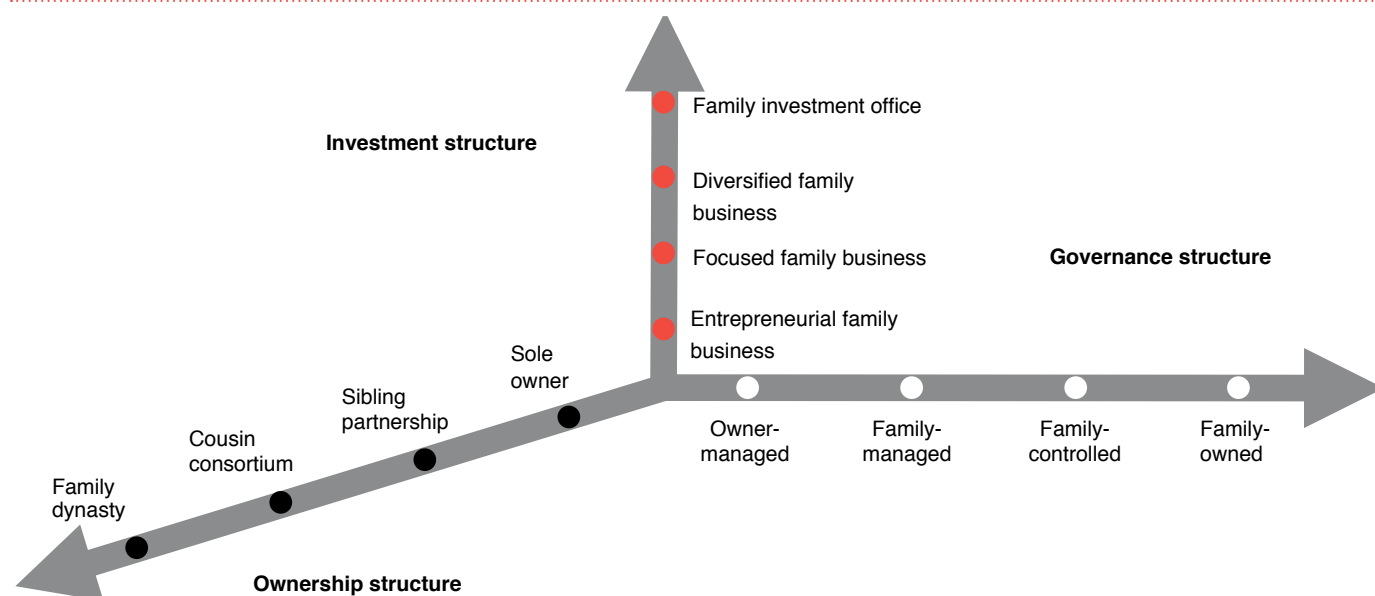 Family investment office
Investment structure
Diversified family
business
Focused family business
Governance structure
Entrepreneurial family
business
Sole
owner
Sibling
partnership
Cousin
consortium
Family
dynasty
Owner-
managed
Family-
managed
Family-
controlled
Family-
owned
Ownership structure